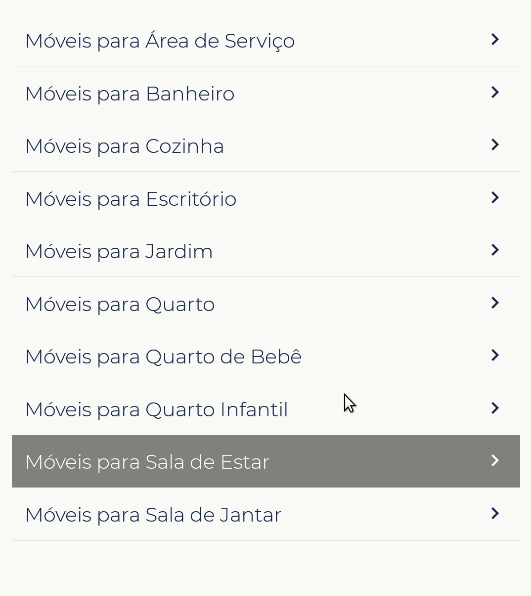 Móveis para Área de Serviço
Móveis para Banheiro
Móveis para Cozinha
Móveis para Escritório
Móveis para Jardim
Móveis para Quarto
Móveis para Quarto de Bebê
Móveis para Quarto Infantil
Móveis para Sala de Estar
Móveis para Sala de Jantar